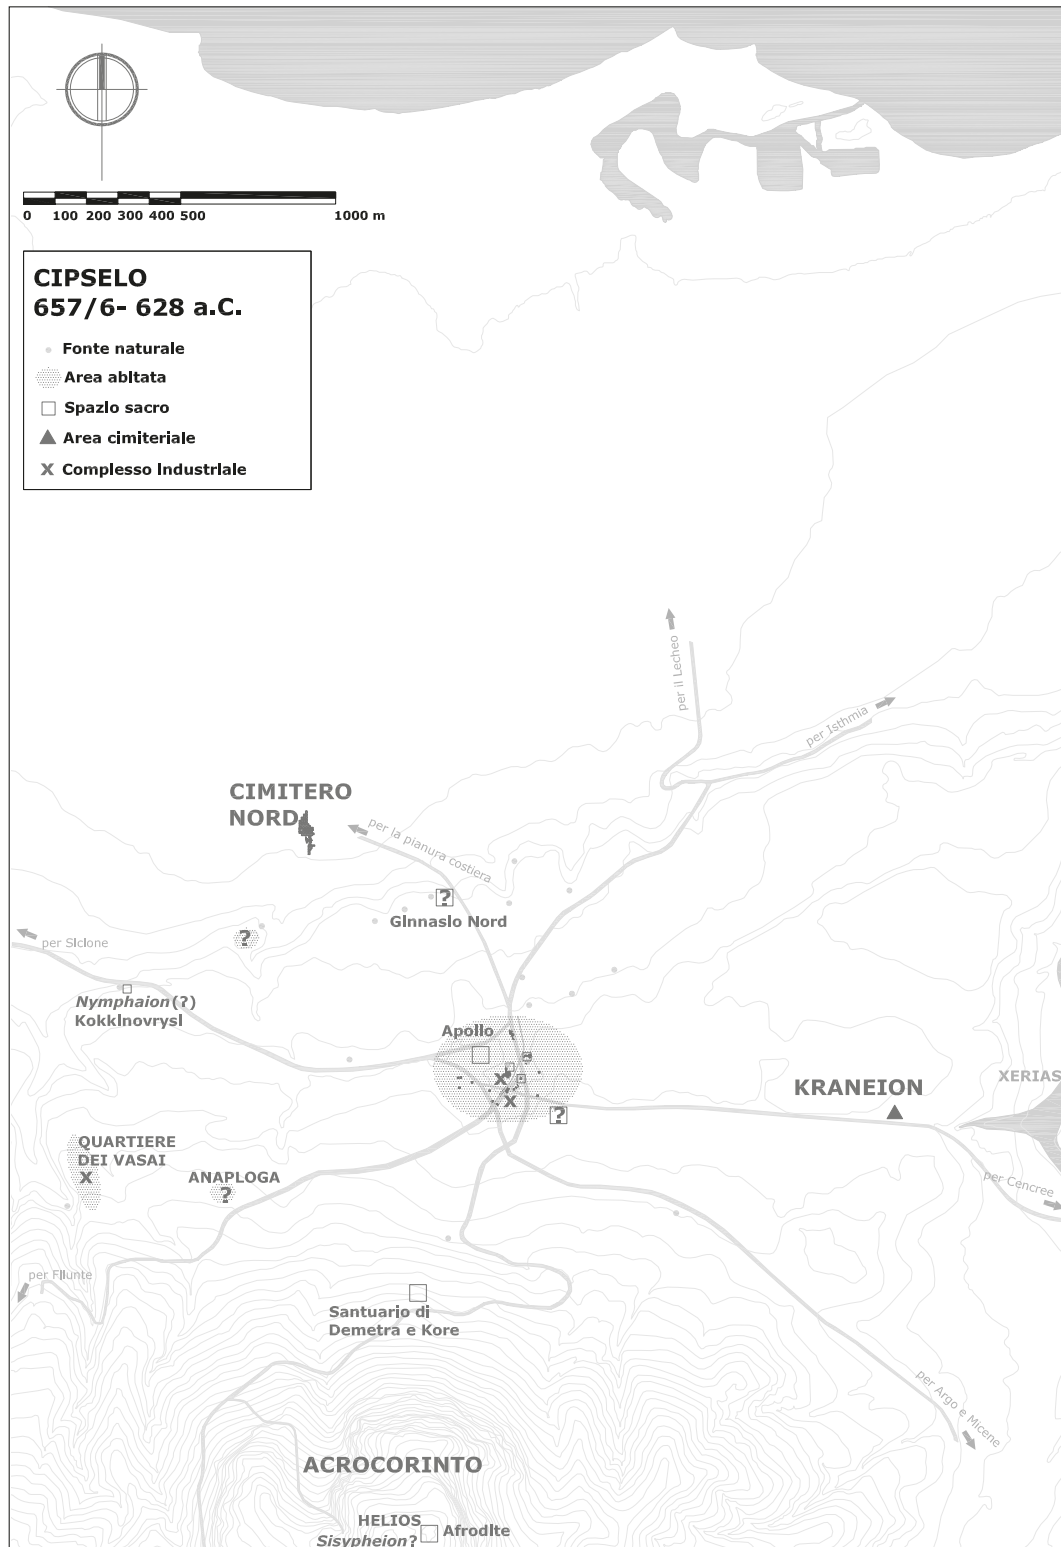 0 100 200 300 400 500 1000 m
CIPSELO
657/6- 628 a.C.
Fonte naturale
Area abitata
Spazio sacro
Area cimiteriale
X Complesso Industriale
per il Lecheo
per Isthmia
CIMITERO
NORD
per la pianura costiera
?
Ginnasio Nord
?
per Sicione
Nymphaion(?)
Kokkinovrysi
Apollo
X
X
?
KRANEION
XERIAS
QUARTIERE
DEI VASAI
X
ANAPLOGA
?
per Cencree
per Fliunte
Santuario di
Demetra e Kore
per Argo e Micene
ACROCORINTO
HELIOS
Afrodite
Sisypheion?